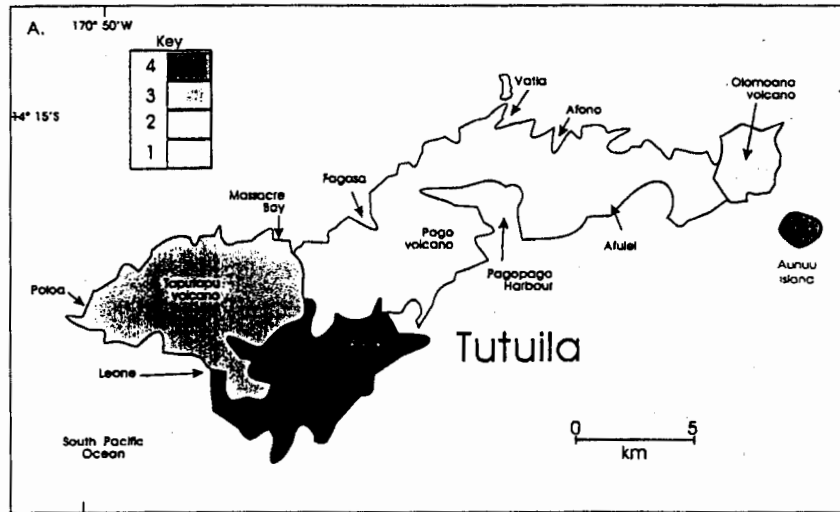 A.
170° 50'W
Key
4
3
2
1
14° 15'S
Vatia
Afono
Olomoana
volcano
Massacre
Bay
Fagasa
Pago
volcano
Pagopago
Harbour
Afulei
Aunuu
Island
Poloa
Taputapu
volcano
Leone
Tutuila
South Pacific
Ocean
0
5
km